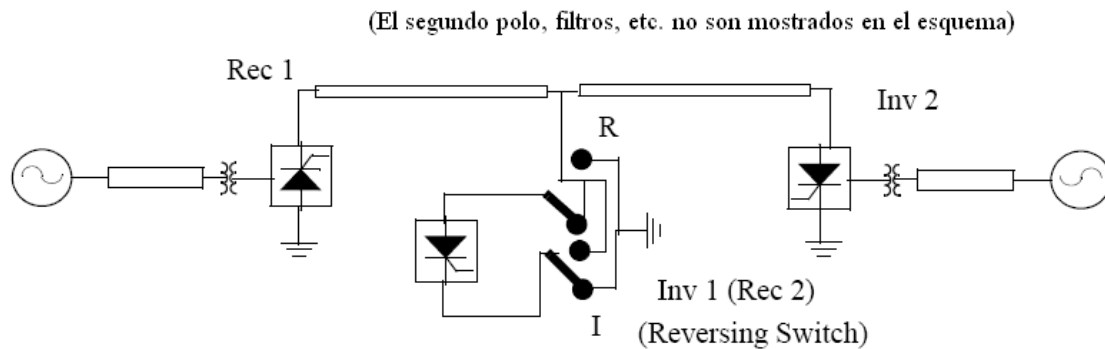 (El segundo polo, filtros, etc. no son mostrados en el esquema)
Rec 1
Inv 2
R
Inv 1 (Rec 2)
I
(Reversing Switch)